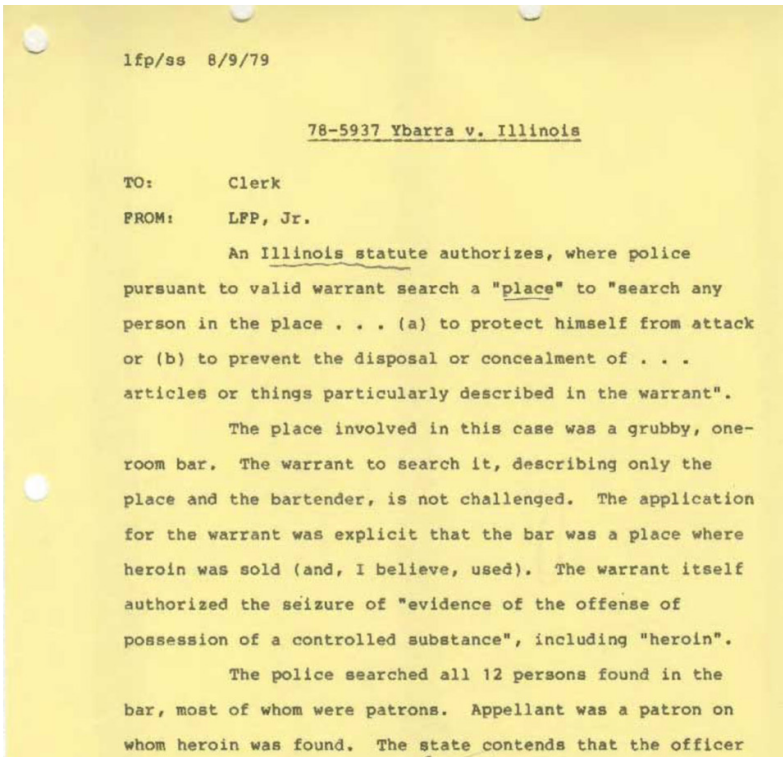 lfp/ss 8/9/79
78-5937 Ybarra v. Illinois
TO: Clerk
FROM: LFP, Jr.
An Illinois statute authorizes, where police
pursuant to valid warrant search a "place" to "search any
person in the place . . . (a) to protect himself from attack
or (b) to prevent the disposal or concealment of . . .
articles or things particularly described in the warrant".
The place involved in this case was a grubby, one-
room bar. The warrant to search it, describing only the
place and the bartender, is not challenged. The application
for the warrant was explicit that the bar was a place where
heroin was sold (and, I believe, used). The warrant itself
authorized the seizure of "evidence of the offense of
possession of a controlled substance", including "heroin".
The police searched all 12 persons found in the
bar, most of whom were patrons. Appellant was a patron on
whom heroin was found. The state contends that the officer